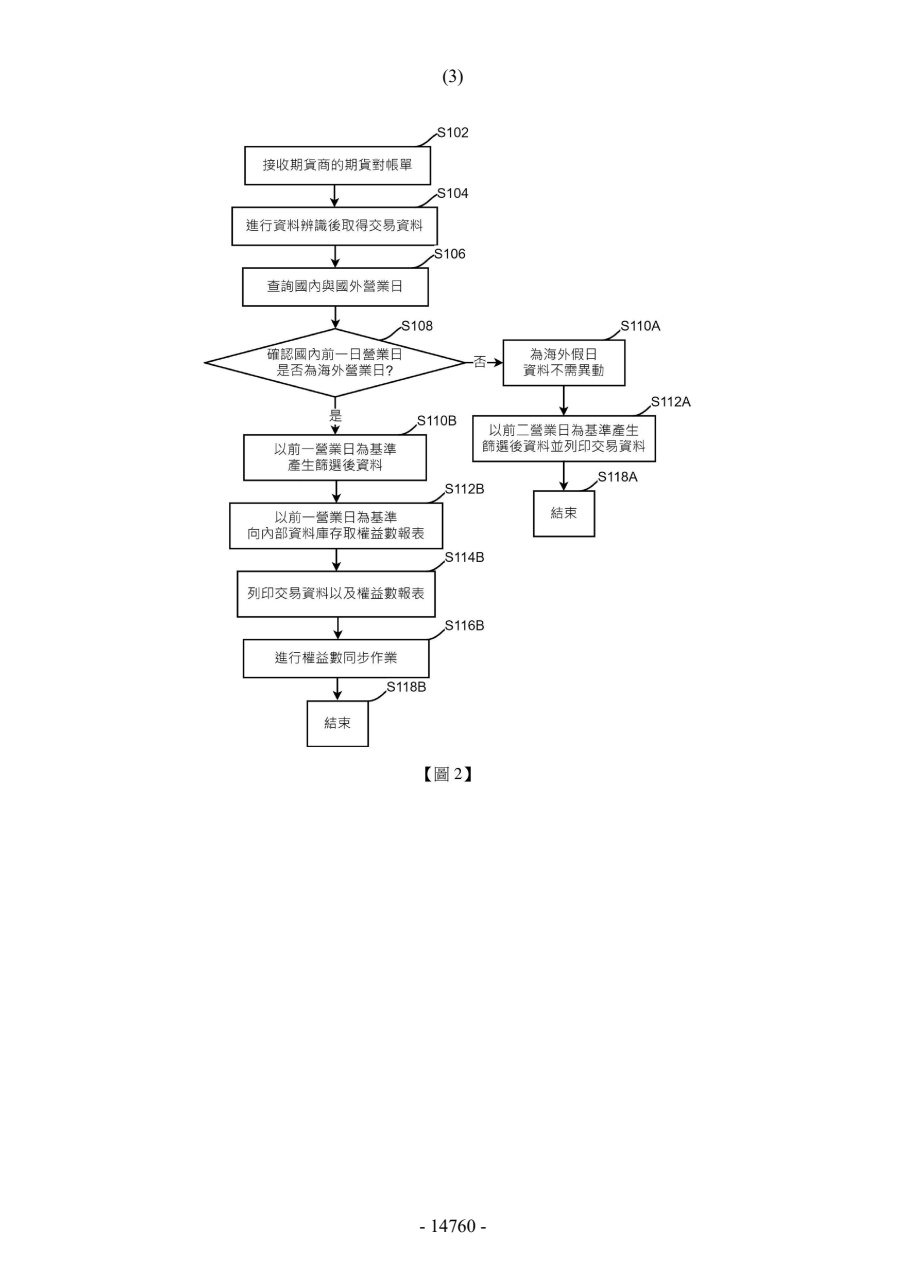 (3)
S102
接收期貨商的期貨對帳單
S104
進行資料辨識後取得交易資料
S106
查詢國內與國外營業日
S108
確認國內前一日營業日
是否為海外營業日?
否
S110A
為海外假日
資料不需異動
S112A
以前二營業日為基準產生
篩選後資料並列印交易資料
S118A
結束
是
S110B
以前一營業日為基準
產生篩選後資料
S112B
以前一營業日為基準
向內部資料庫存取權益數報表
S114B
列印交易資料以及權益數報表
S116B
進行權益數同步作業
S118B
結束
【圖 2】
- 14760 -